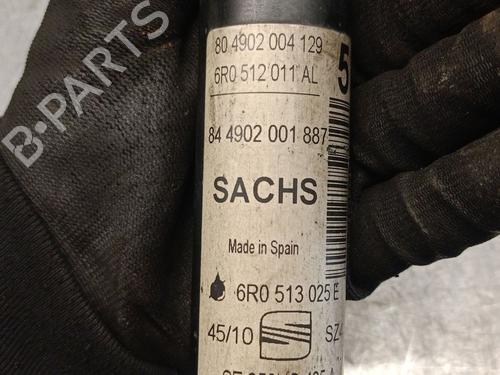 80 4902 004 129
6R0 512 011 AL
5
84 4902 001 887
SACHS
Made in Spain
6R0 513 025 E
45/10
B-PARTS